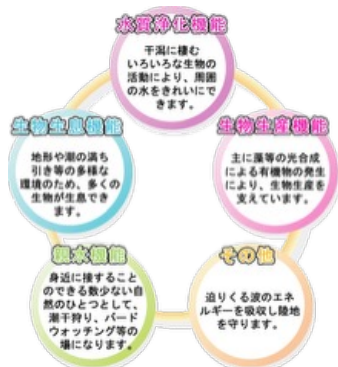 水質浄化機能
干潟に棲む
いろいろな生物の
活動により、周囲
の水をきれいにで
きます。
生物生息機能
地形や潮の満ち
引き等の多様な
環境のため、多くの
生物が生息でき
ます。
生物生産機能
主に藻等の光合成
による有機物の発生
により、生物生産を
支えています。
親水機能
身近に接すること
のできる数少ない自
然のひとつとして、
潮干狩り、バード
ウォッチング等の
場になります。
その他
迫りくる波のエネ
ルギーを吸収し陸地
を守ります。